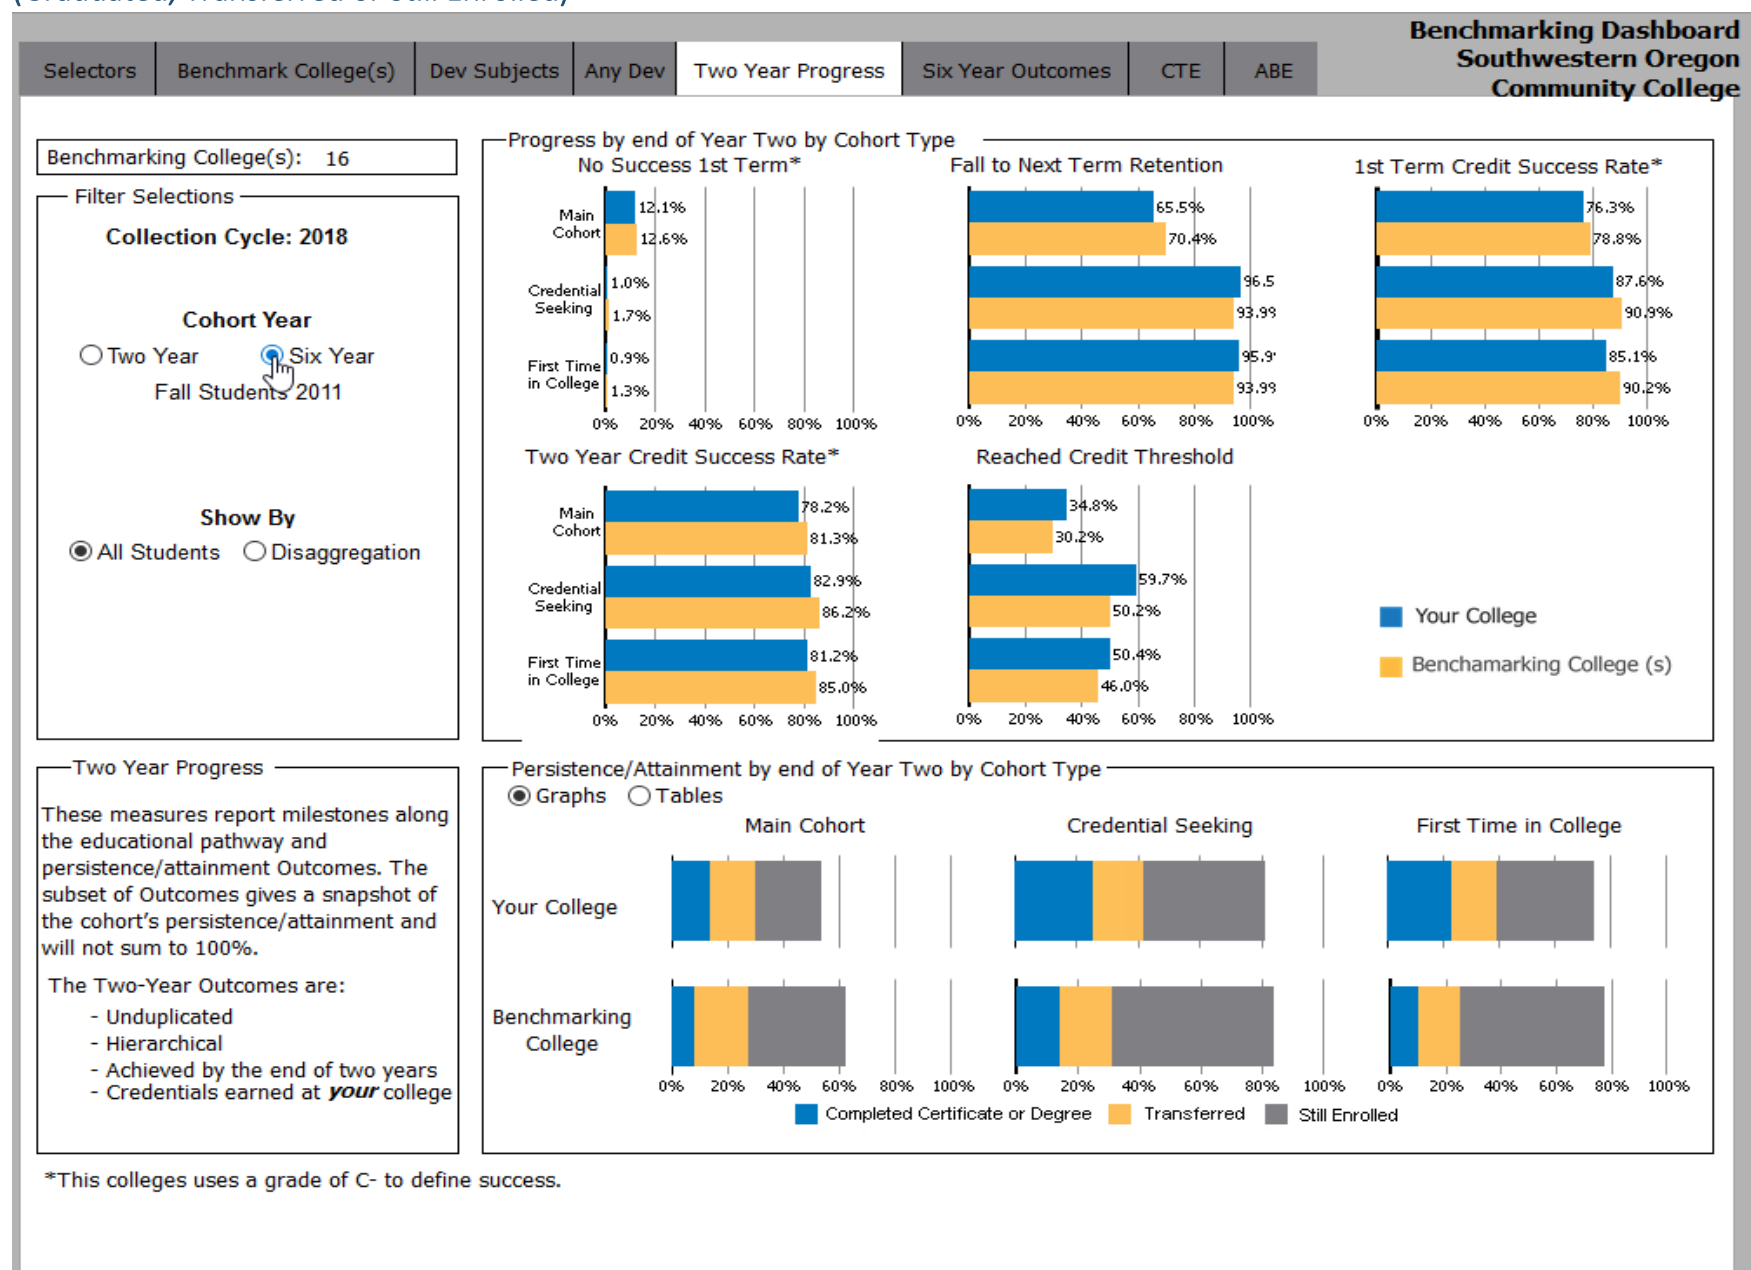 (Graduated, Transferred or Still Enrolled)
Benchmarking Dashboard
Southwestern Oregon
Community College
Selectors
Benchmark College(s)
Dev Subjects
Any Dev
Two Year Progress
Six Year Outcomes
CTE
ABE
Benchmarking College(s): 16
Filter Selections
Collection Cycle: 2018
Cohort Year
Two Year
Six Year
Fall Students 2011
Show By
All Students
Disaggregation
Progress by end of Year Two by Cohort Type
No Success 1st Term*
Main
Cohort
12.1%
12.6%
Credential
Seeking
1.0%
1.7%
First Time
in College
0.9%
1.3%
0% 20% 40% 60% 80% 100%
Fall to Next Term Retention
65.5%
70.4%
96.5
93.9%
95.9
93.9%
0% 20% 40% 60% 80% 100%
1st Term Credit Success Rate*
76.3%
78.8%
87.6%
90.9%
85.1%
90.2%
0% 20% 40% 60% 80% 100%
Two Year Credit Success Rate*
Main
Cohort
78.2%
81.3%
Credential
Seeking
82.9%
86.2%
First Time
in College
81.2%
85.0%
0% 20% 40% 60% 80% 100%
Reached Credit Threshold
34.8%
30.2%
59.7%
50.2%
50.4%
46.0%
0% 20% 40% 60% 80% 100%
Your College
Benchamarking College (s)
Two Year Progress
These measures report milestones along
the educational pathway and
persistence/attainment Outcomes. The
subset of Outcomes gives a snapshot of
the cohort's persistence/attainment and
will not sum to 100%.
The Two-Year Outcomes are:
- Unduplicated
- Hierarchical
- Achieved by the end of two years
- Credentials earned at your college
Persistence/Attainment by end of Year Two by Cohort Type
Graphs
Tables
Main Cohort
Credential Seeking
First Time in College
Your College
Benchmarking
College
0% 20% 40% 60% 80% 100%
0% 20% 40% 60% 80% 100%
0% 20% 40% 60% 80% 100%
Completed Certificate or Degree
Transferred
Still Enrolled
*This colleges uses a grade of C- to define success.